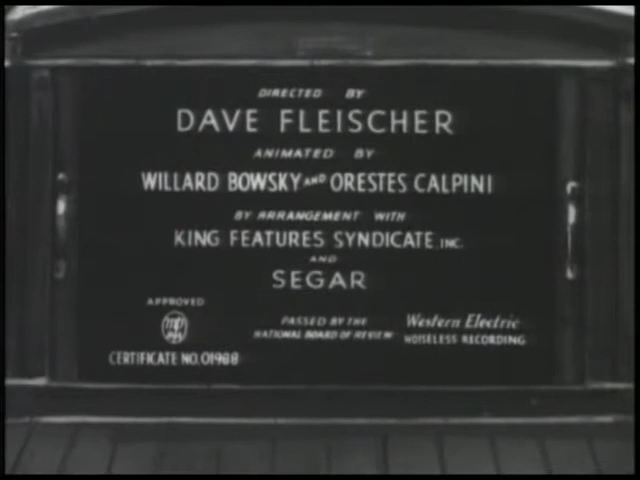 DIRECTED BY
DAVE FLEISCHER
ANIMATED BY
WILLARD BOWSKY AND ORESTES CALPINI
BY ARRANGEMENT WITH
KING FEATURES SYNDICATE, INC.
AND
SEGAR
APPROVED
CERTIFICATE NO. 01988
PASSED BY THE
NATIONAL BOARD OF REVIEW
Western Electric
NOISELESS RECORDING